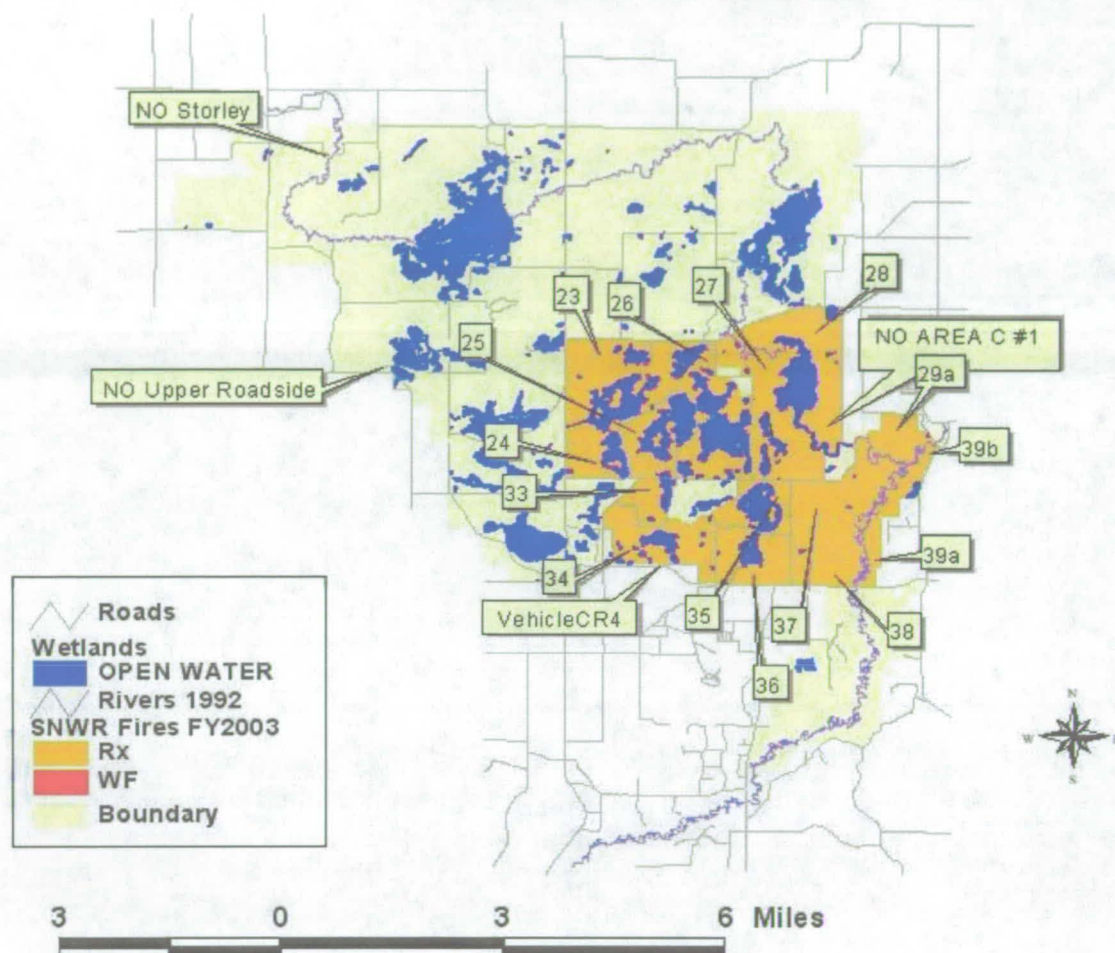 NO Storley
28
27
23
26
NO AREA C #1
25
29a
NO Upper Roadside
24
39b
33
39a
34
VehicleCR4
35
37
38
36
Roads
Wetlands
OPEN WATER
Rivers 1992
SNWR Fires FY2003
Rx
WF
Boundary
N
W
E
S
3 0 3 6 Miles